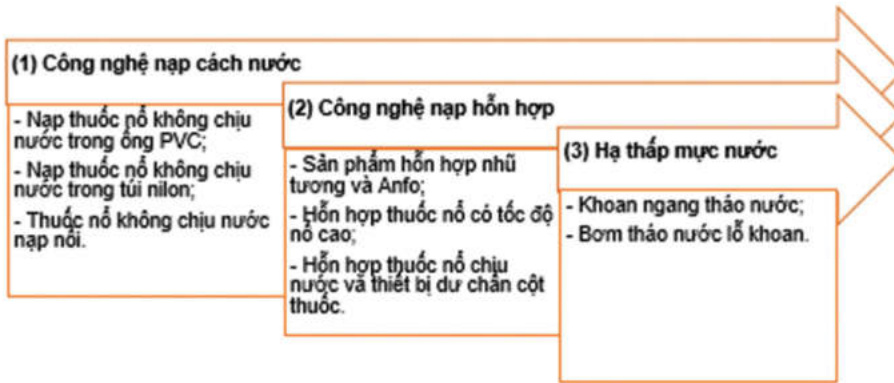 (1) Công nghệ nạp cách nước
- Nạp thuốc nổ không chịu
nước trong ống PVC;
- Nạp thuốc nổ không chịu
nước trong túi nilon;
- Thuốc nổ không chịu nước
nạp nổi.
(2) Công nghệ nạp hỗn hợp
- Sản phẩm hỗn hợp nhũ
tương và Anfo;
- Hỗn hợp thuốc nổ có tốc độ
nổ cao;
- Hỗn hợp thuốc nổ chịu
nước và thiết bị dư chấn cột
thuốc.
(3) Hạ thấp mực nước
- Khoan ngang tháo nước;
- Bơm tháo nước lỗ khoan.